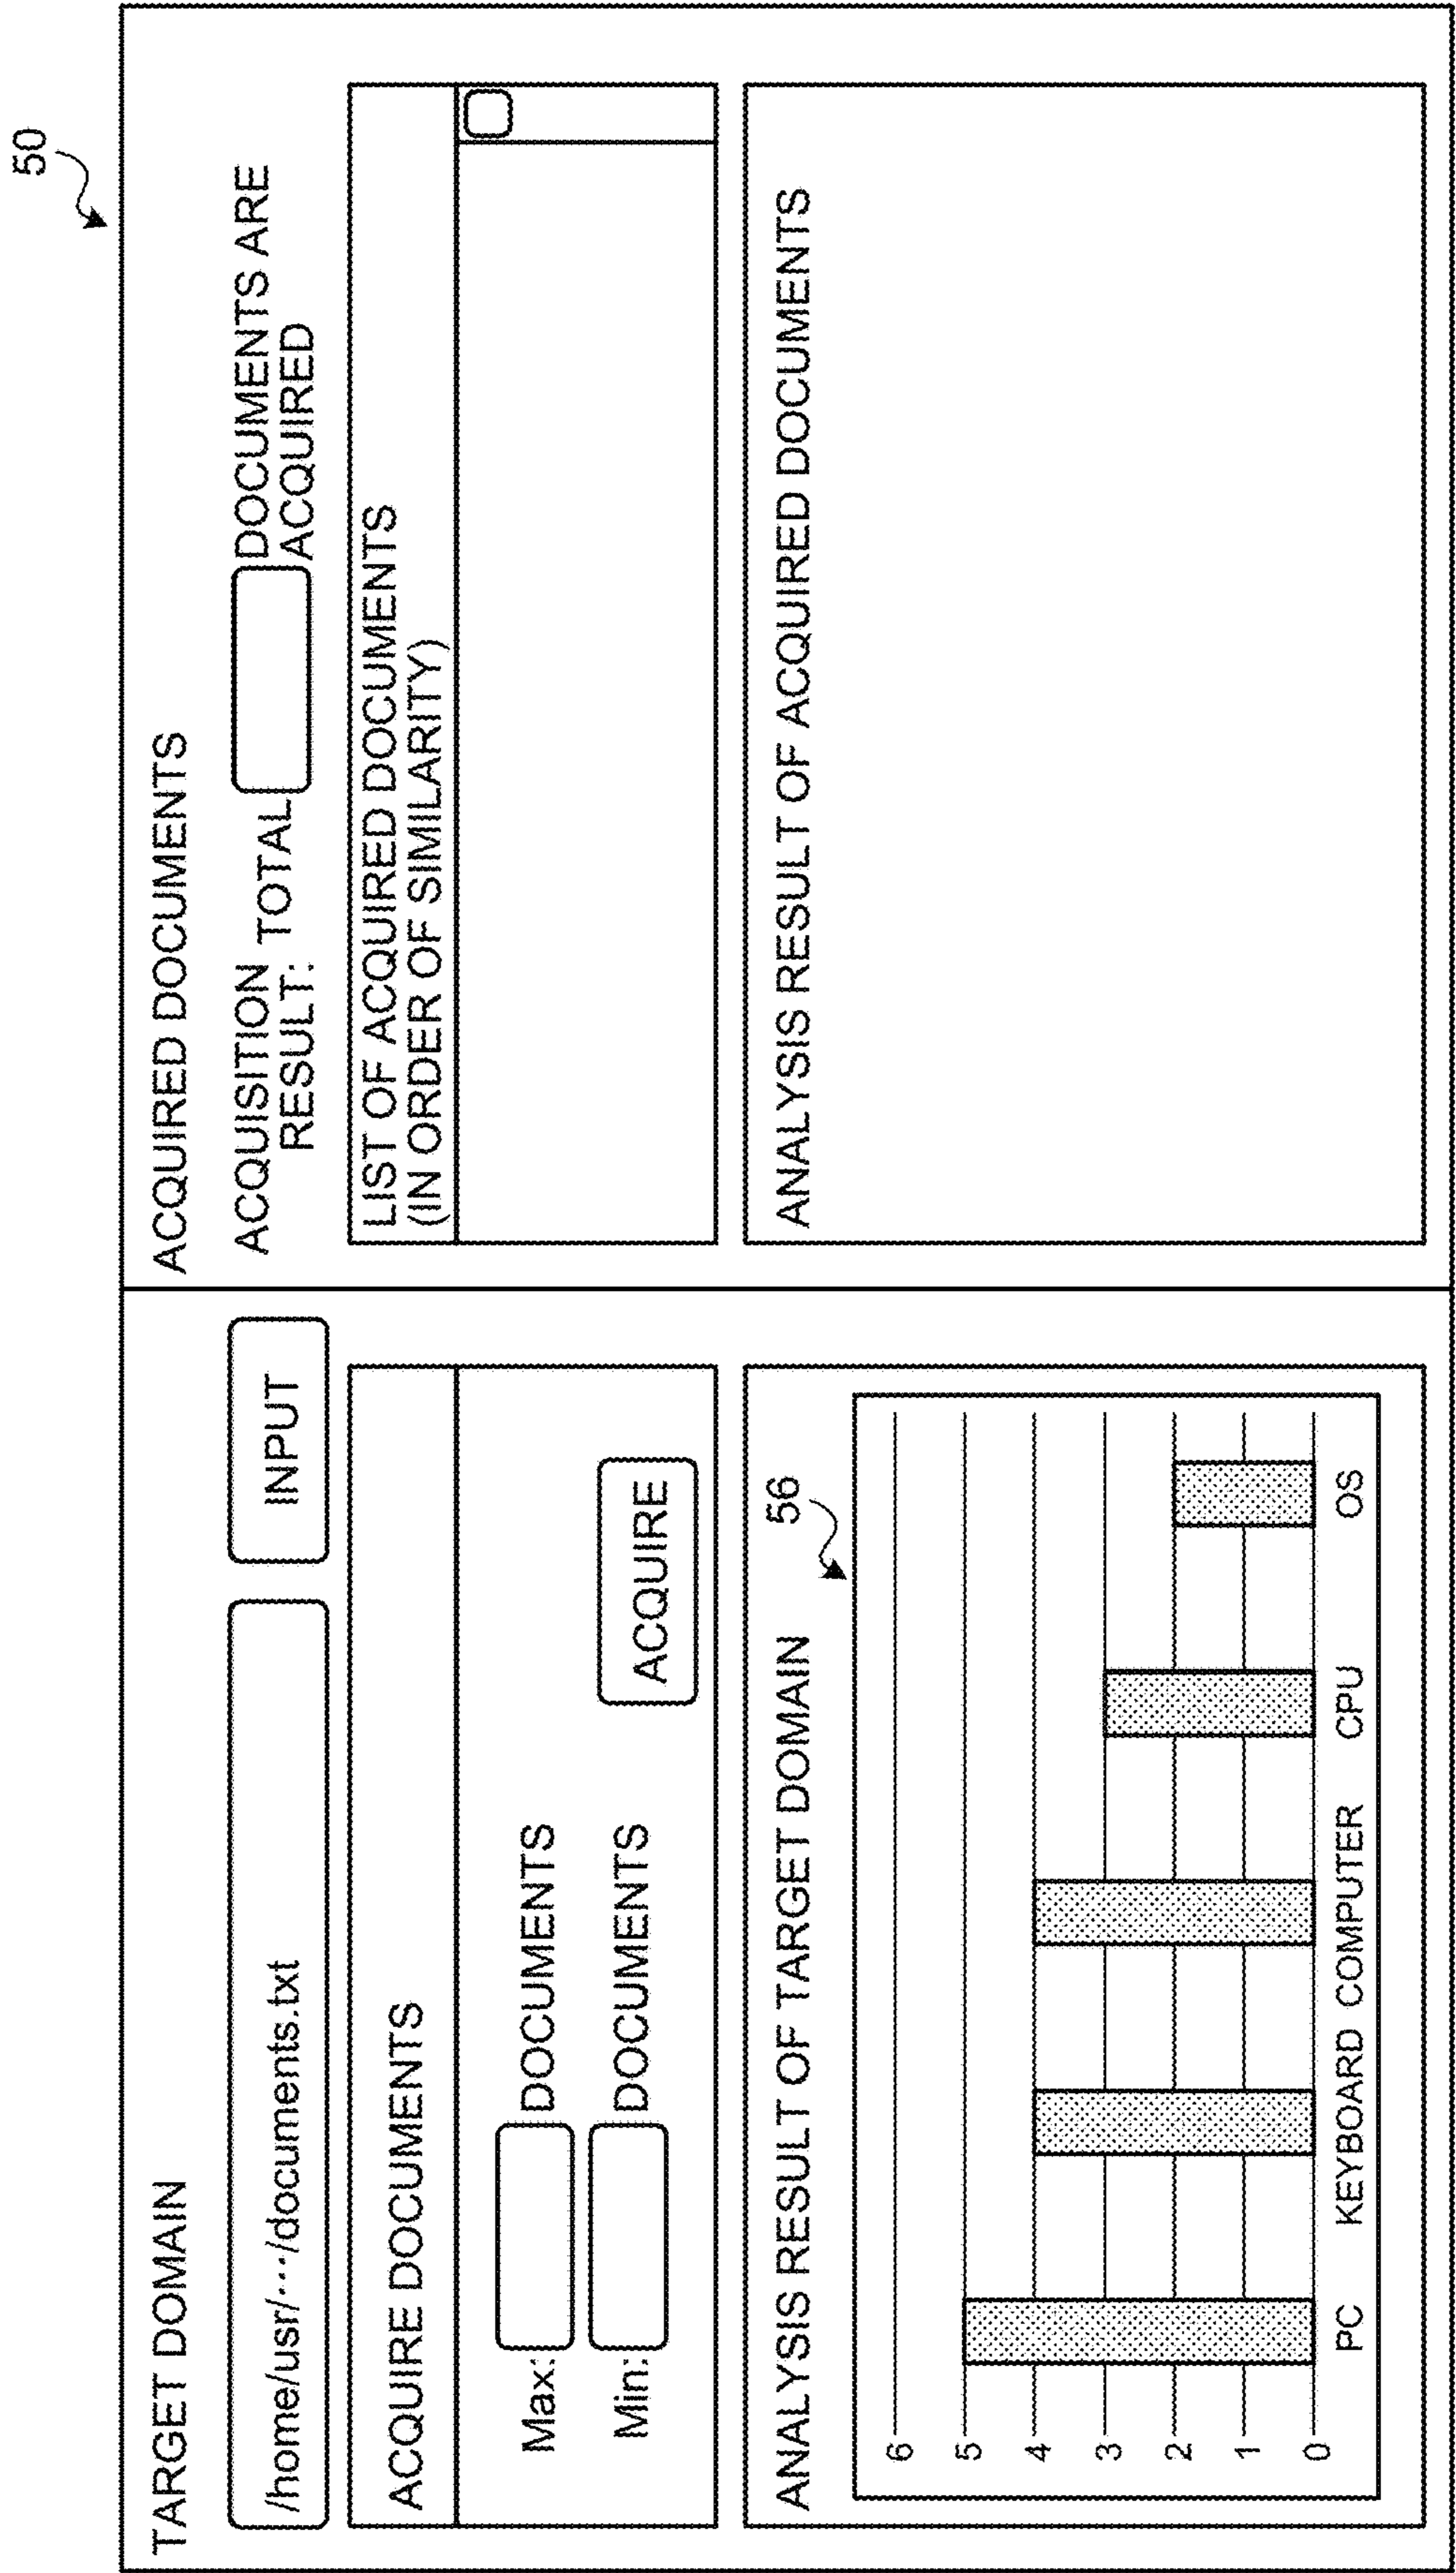 50
TARGET DOMAIN
/home/usr/···/documents.txt
INPUT
ACQUIRE DOCUMENTS
Max:
DOCUMENTS
Min:
DOCUMENTS
ACQUIRE
ANALYSIS RESULT OF TARGET DOMAIN
56
6
5
4
3
2
1
0
PC
KEYBOARD
COMPUTER
CPU
OS
ACQUIRED DOCUMENTS
ACQUISITION
RESULT:
TOTAL
DOCUMENTS ARE
ACQUIRED
LIST OF ACQUIRED DOCUMENTS
(IN ORDER OF SIMILARITY)
ANALYSIS RESULT OF ACQUIRED DOCUMENTS